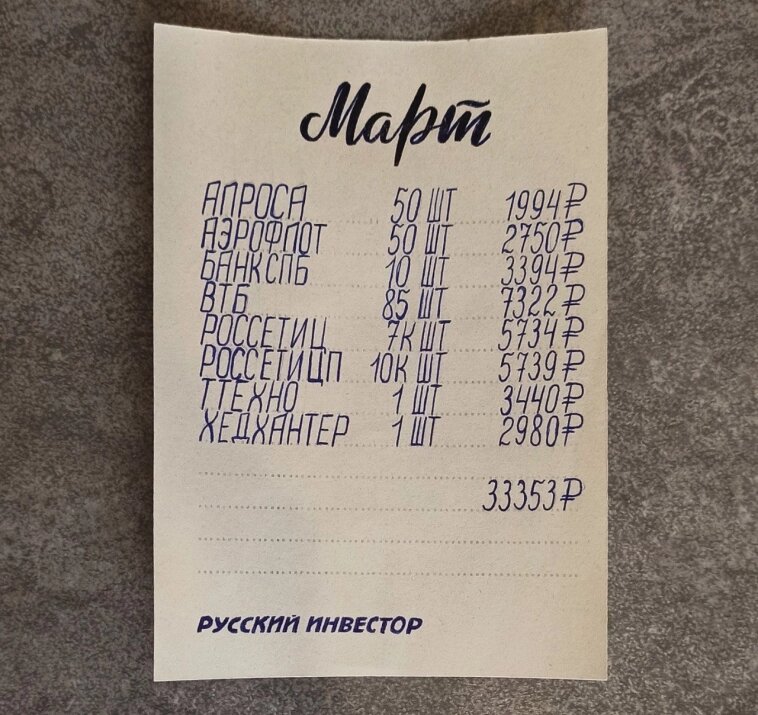 Март
АЛРОСА 50 ШТ 1994₽
АЭРОФЛОТ 50 ШТ 2750₽
БАНКСПБ 10 ШТ 3394₽
ВТБ 85 ШТ 7322₽
РОССЕТИЦ 7К ШТ 5734₽
РОССЕТИЦП 10К ШТ 5739₽
ТТЕХНО 1 ШТ 3440₽
ХЕДХАНТЕР 1 ШТ 2980₽
33353₽
РУССКИЙ ИНВЕСТОР